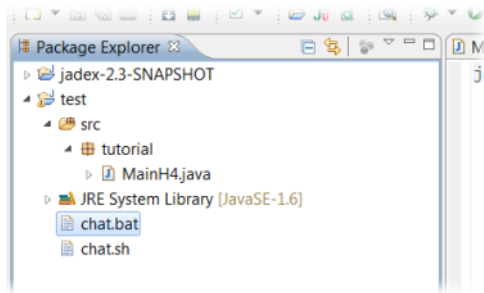 Package Explorer
M
jadex-2.3-SNAPSHOT
j
test
src
tutorial
MainH4.java
JRE System Library [JavaSE-1.6]
chat.bat
chat.sh